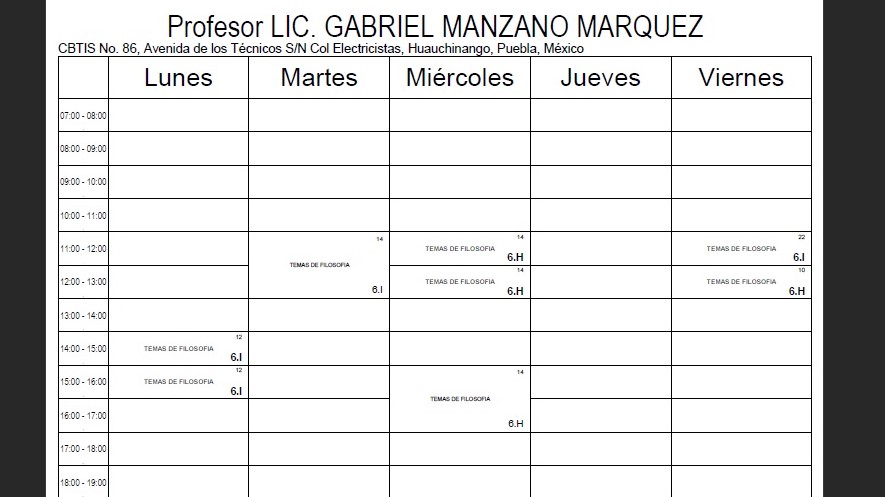 Profesor LIC. GABRIEL MANZANO MARQUEZ
CBTIS No. 86, Avenida de los Técnicos S/N Col Electricistas, Huauchinango, Puebla, México
Lunes Martes Miércoles Jueves Viernes
07:00 - 08:00
08:00 - 09:00
09:00 - 10:00
10:00 - 11:00
11:00 - 12:00
14
TEMAS DE FILOSOFIA
6.I
14
TEMAS DE FILOSOFIA
6.H
22
TEMAS DE FILOSOFIA
6.I
12:00 - 13:00
14
TEMAS DE FILOSOFIA
6.H
10
TEMAS DE FILOSOFIA
6.H
13:00 - 14:00
14:00 - 15:00
12
TEMAS DE FILOSOFIA
6.I
15:00 - 16:00
12
TEMAS DE FILOSOFIA
6.I
14
TEMAS DE FILOSOFIA
6.H
16:00 - 17:00
17:00 - 18:00
18:00 - 19:00